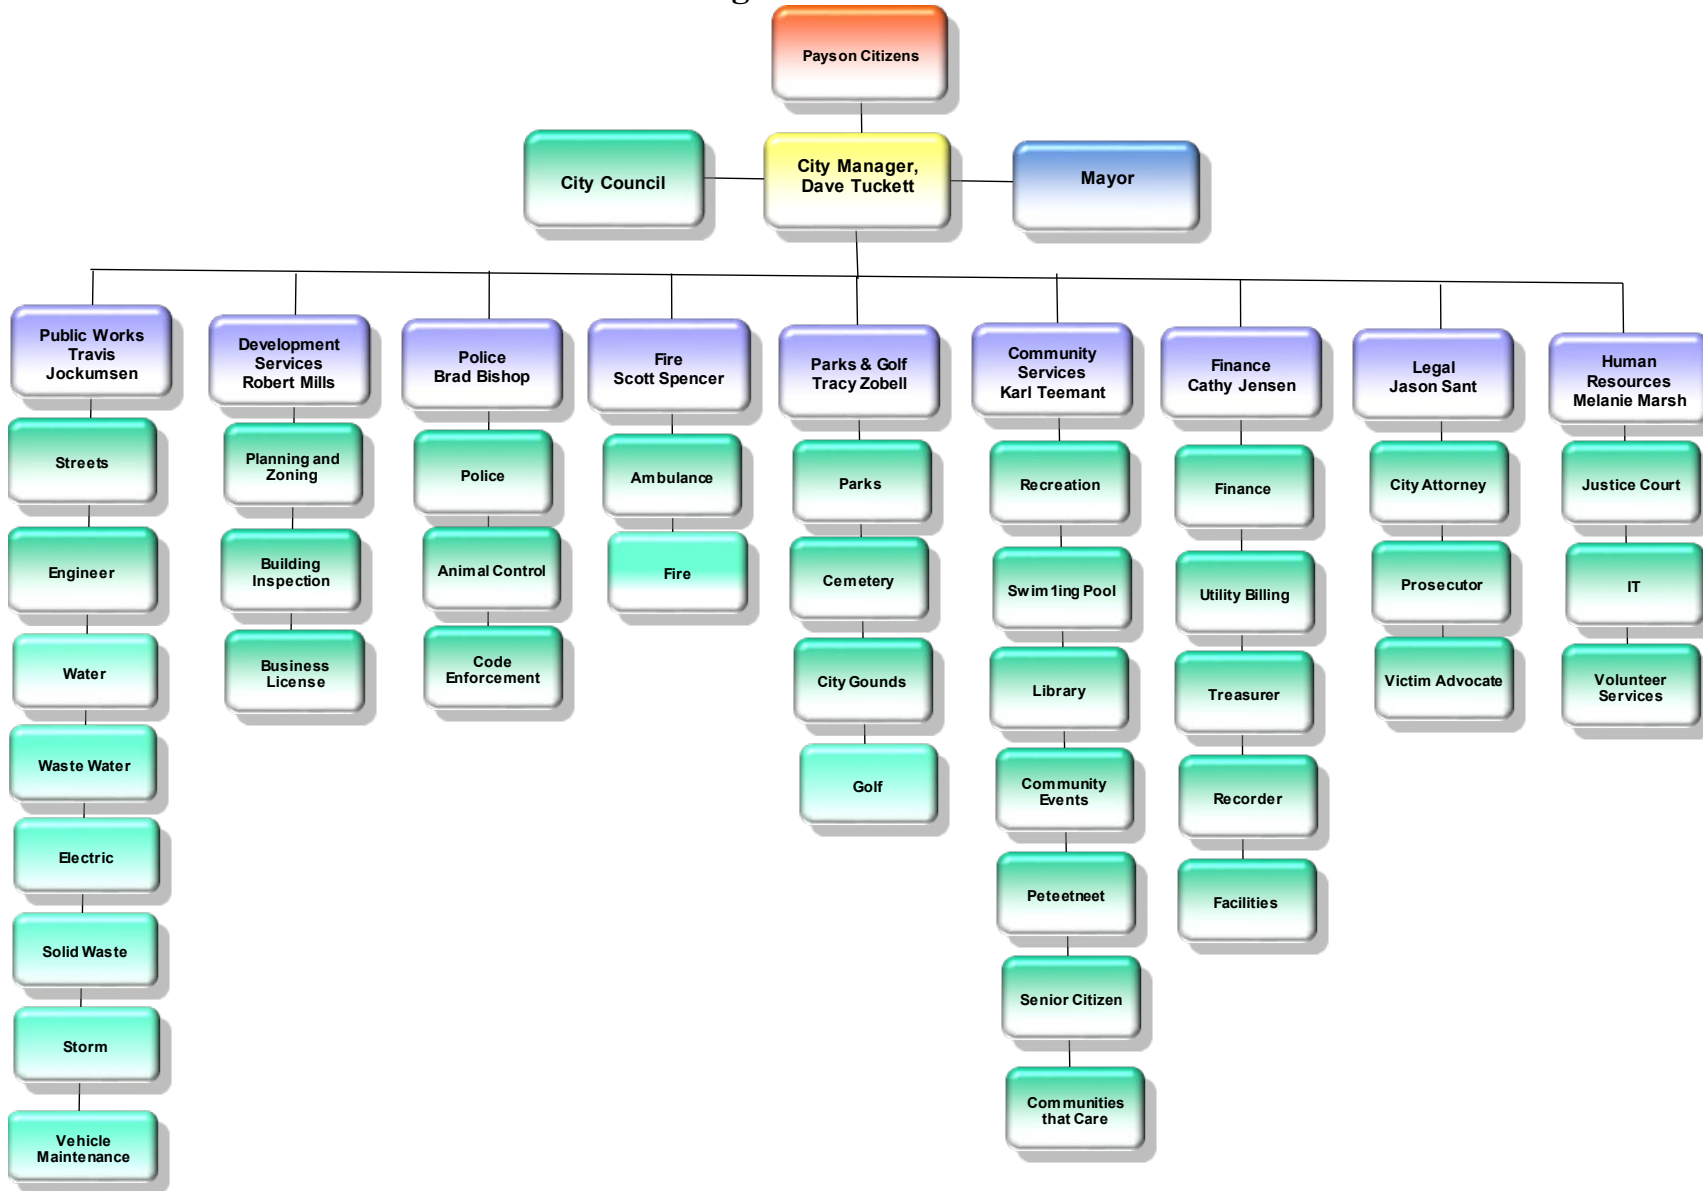 Payson Citizens
City Council
City Manager,
Dave Tuckett
Mayor
Public Works
Travis
Jockumsen
Development
Services
Robert Mills
Police
Brad Bishop
Fire
Scott Spencer
Parks & Golf
Tracy Zobell
Community
Services
Karl Teemant
Finance
Cathy Jensen
Legal
Jason Sant
Human
Resources
Melanie Marsh
Streets
Engineer
Water
Waste Water
Electric
Solid Waste
Storm
Vehicle
Maintenance
Planning and
Zoning
Building
Inspection
Business
License
Police
Animal Control
Code
Enforcement
Ambulance
Fire
Parks
Cemetery
City Gounds
Golf
Recreation
Swim1ing Pool
Library
Community
Events
Peteetneet
Senior Citizen
Communities
that Care
Finance
Utility Billing
Treasurer
Recorder
Facilities
City Attorney
Prosecutor
Victim Advocate
Justice Court
IT
Volunteer
Services